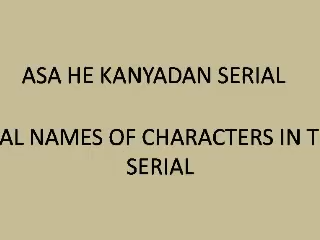 ASA HE KANYADAN SERIAL
AL NAMES OF CHARACTERS IN T
SERIAL